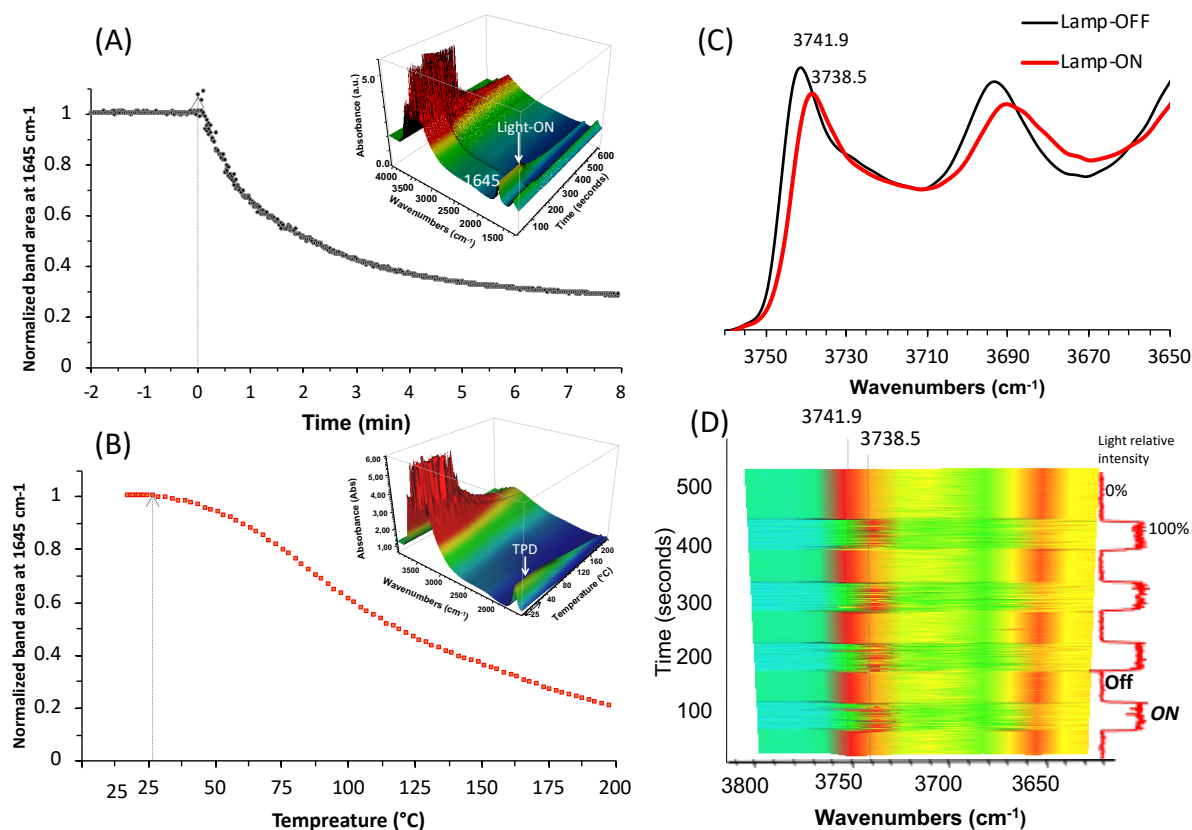 (A)
Normalized band area at 1645 cm-1
1
0.8
0.6
0.4
0.2
0
-2 -1 0 1 2 3 4 5 6 7 8
Time (min)
Absorbance (a.u.)
5.0
0.0
Light-ON
1645
4000 3500 3000 2500 2000 1500
Wavenumbers (cm⁻¹)
100 200 300 400 500 600
Time (seconds)
(B)
Normalized band area at 1645 cm-1
1
0.8
0.6
0.4
0.2
0
25 25 50 75 100 125 150 175 200
Tempreature (°C)
Absorbance (Abs)
6,00
5,00
4,00
3,00
2,00
1,00
TPD
3500 3000 2500 2000
Wavenumbers (cm⁻¹)
25 40 80 120 160 200
Temperature (°C)
(C)
Lamp-OFF
Lamp-ON
3741.9
3738.5
3750 3730 3710 3690 3670 3650
Wavenumbers (cm⁻¹)
(D)
3741.9
3738.5
Light relative
intensity
0%
100%
Off
ON
500
400
300
200
100
Time (seconds)
3800 3750 3700 3650
Wavenumbers (cm⁻¹)